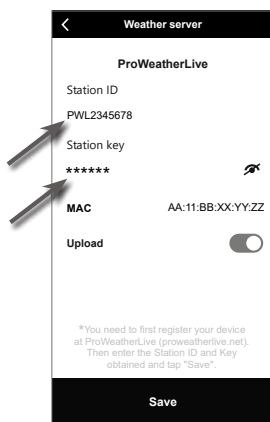 Weather server
ProWeatherLive
Station ID
PWL2345678
Station key
******
MAC AA:11:BB:XX:YY:ZZ
Upload
*You need to first register your device
at ProWeatherLive (proweatherlive.net).
Then enter the Station ID and Key
obtained and tap "Save".
Save